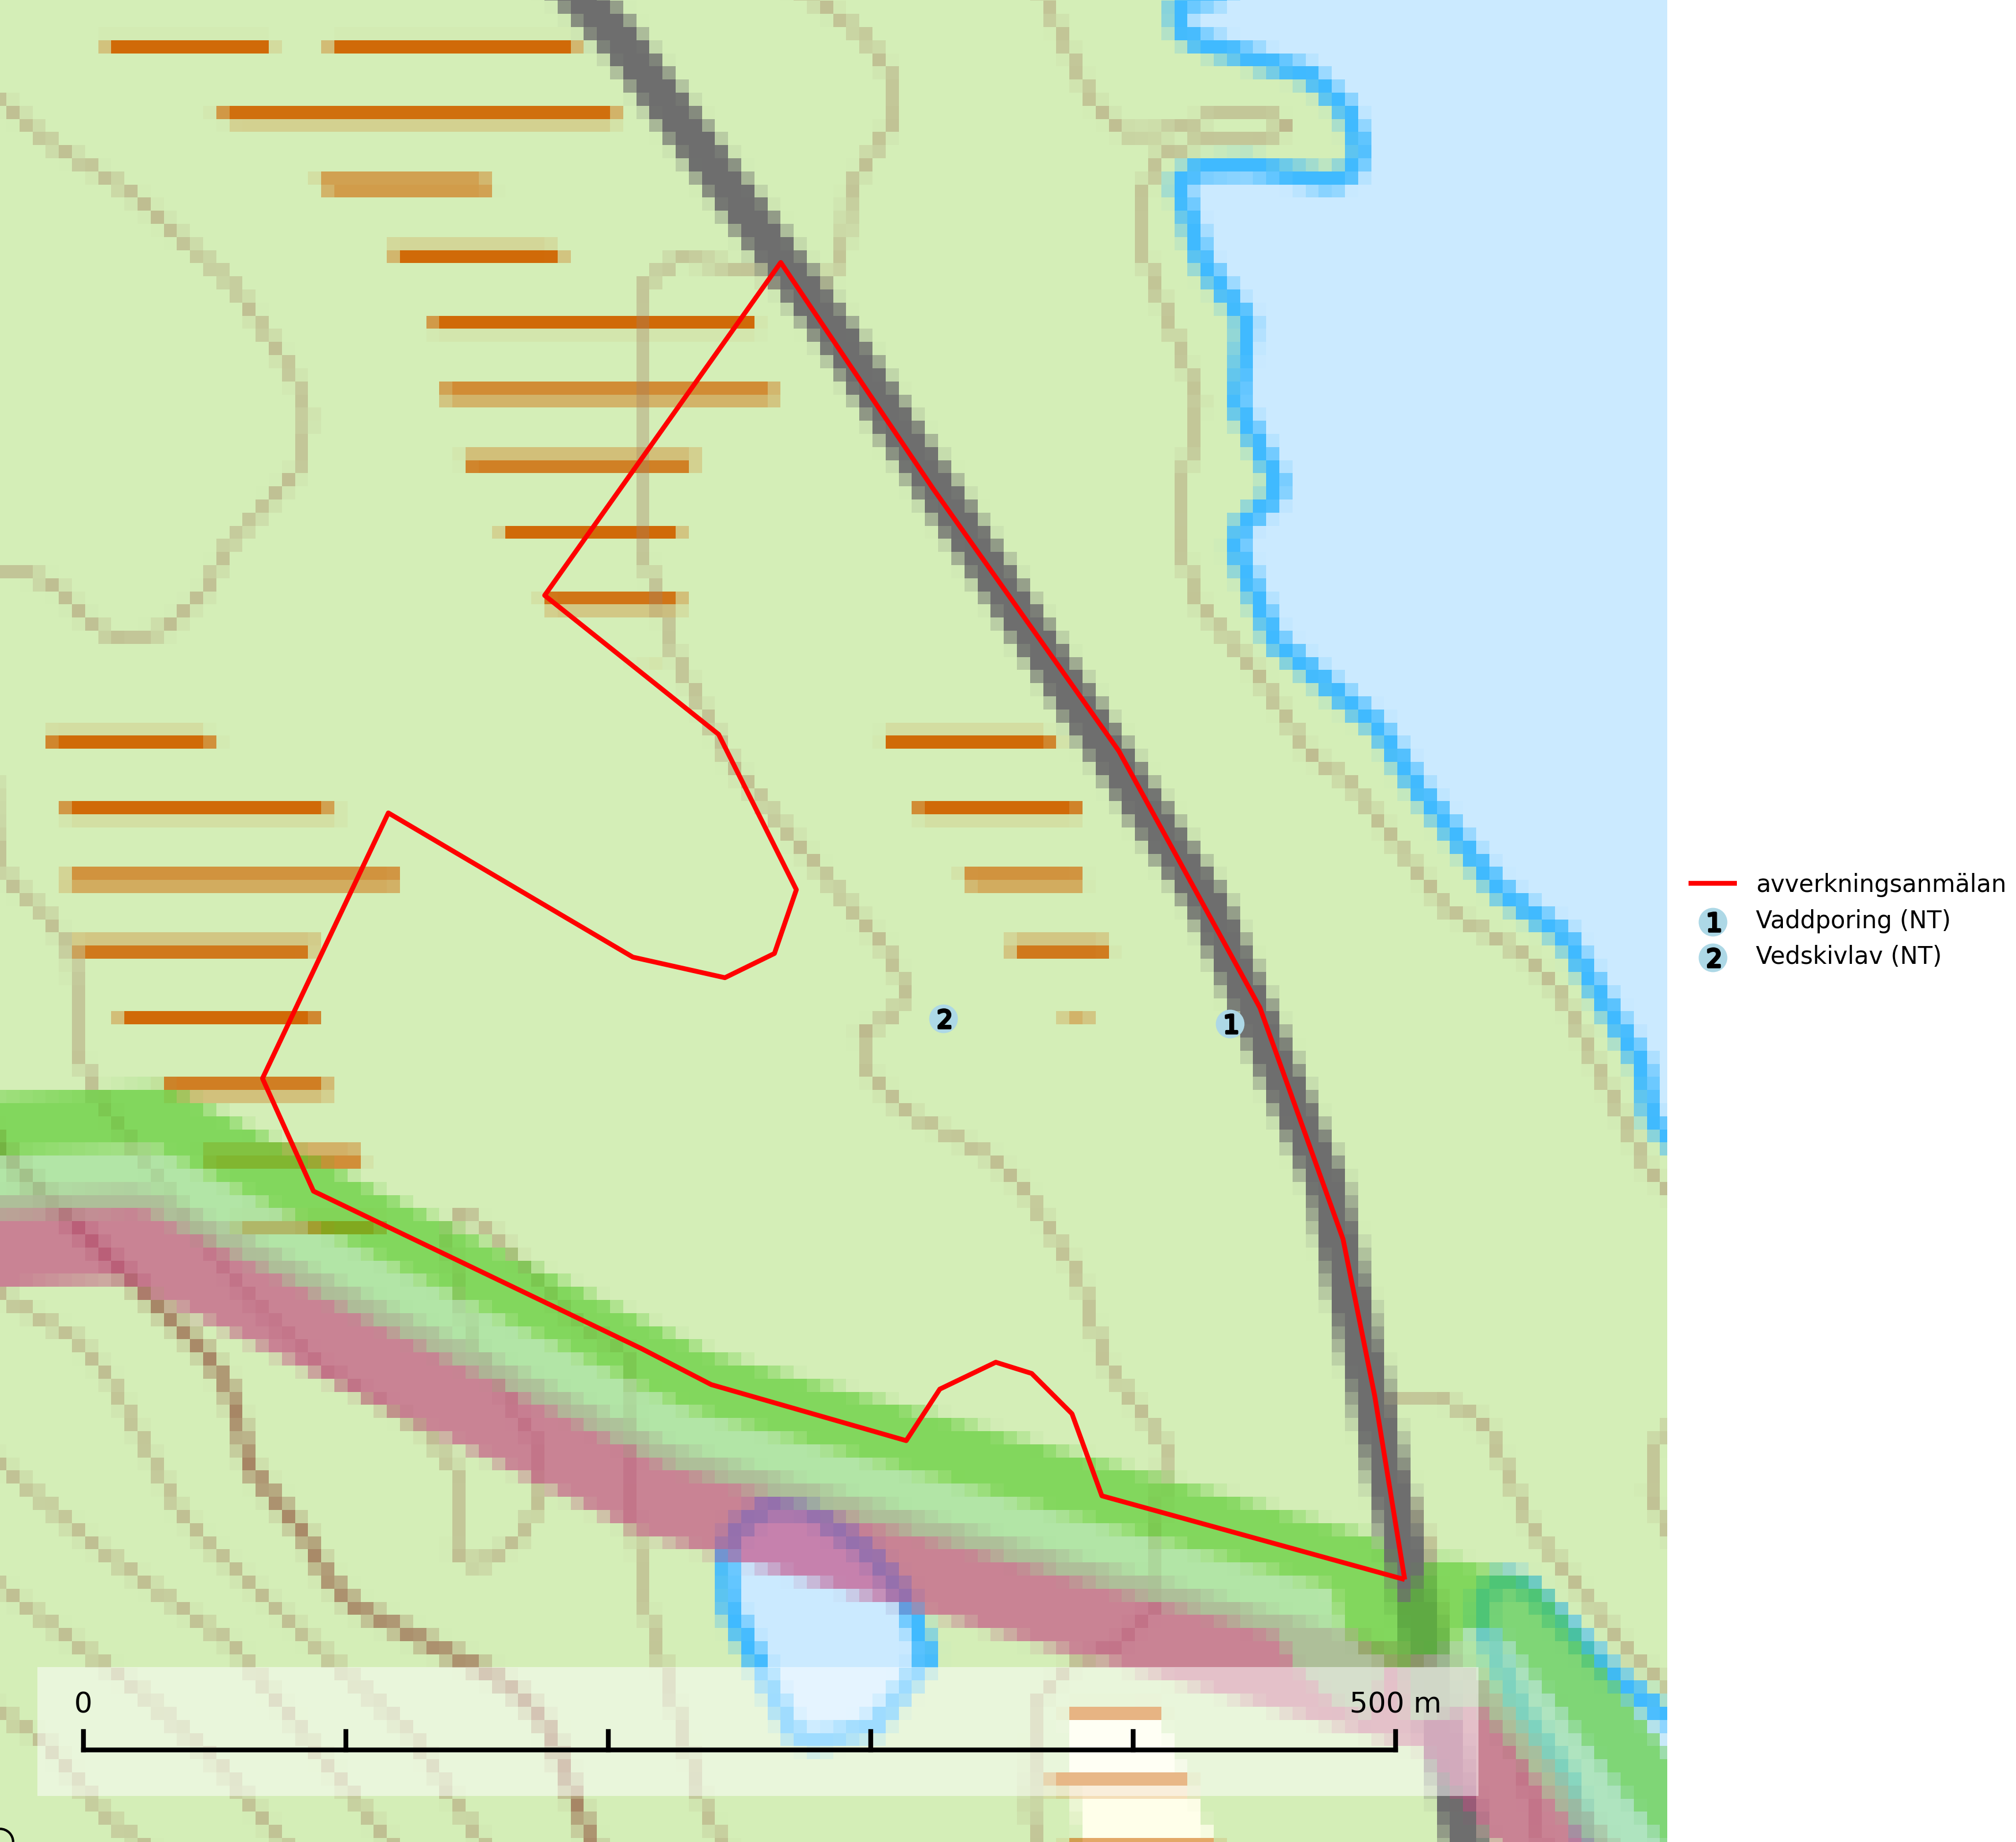 avverkningsanmälan
1 Vaddporing (NT)
2 Vedskivlav (NT)
2
1
0 500 m